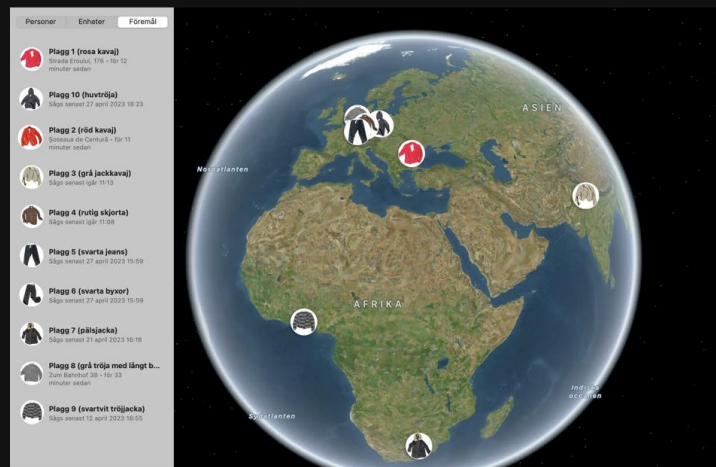 Personer
Enheter
Föremål
Plagg 1 (rosa kavaj)
Strada Eroului, 176 • för 12
minuter sedan
Plagg 10 (huvtröja)
Sågs senast 27 april 2023 18:23
Plagg 2 (röd kavaj)
Șoseaua de Centură • för 11
minuter sedan
Plagg 3 (grå jackkavaj)
Sågs senast igår 11:13
Plagg 4 (rutig skjorta)
Sågs senast igår 11:08
Plagg 5 (svarta jeans)
Sågs senast 27 april 2023 15:59
Plagg 6 (svarta byxor)
Sågs senast 27 april 2023 15:59
Plagg 7 (pälsjacka)
Sågs senast 21 april 2023 16:19
Plagg 8 (grå tröja med långt b...
Zum Bahnhof 38 • för 33
minuter sedan
Plagg 9 (svartvit tröjjacka)
Sågs senast 12 april 2023 18:55
ASIEN
Nordatlanten
AFRIKA
Indiska
oceanen
Sydatlanten